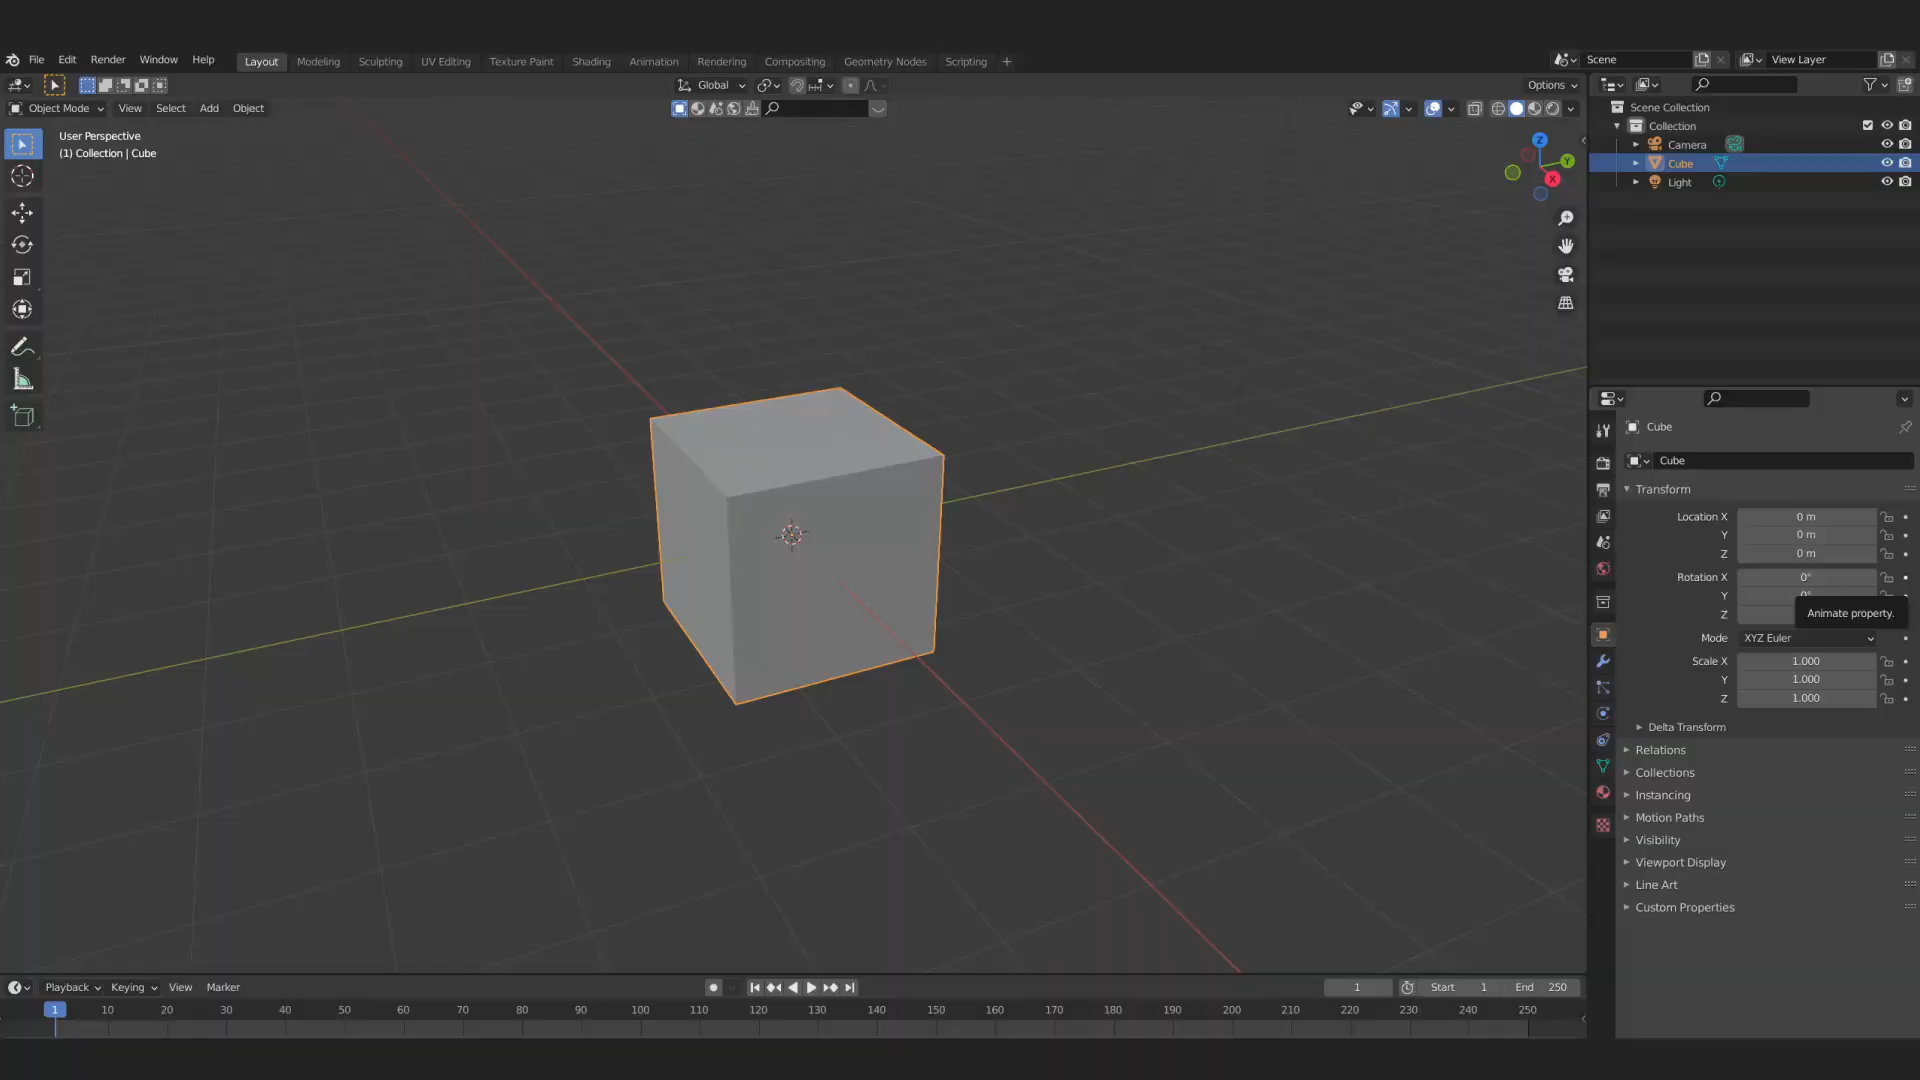 File Edit Render Window Help Layout Modeling Sculpting UV Editing Texture Paint Shading Animation Rendering Compositing Geometry Nodes Scripting + Scene View Layer
Global Options
Object Mode View Select Add Object
User Perspective
(1) Collection | Cube
Z
Y
X
Scene Collection
Collection
Camera
Cube
Light
Cube
Cube
Transform
Location X 0 m
Y 0 m
Z 0 m
Rotation X 0°
Y 0°
Z
Animate property.
Mode XYZ Euler
Scale X 1.000
Y 1.000
Z 1.000
Delta Transform
Relations
Collections
Instancing
Motion Paths
Visibility
Viewport Display
Line Art
Custom Properties
Playback Keying View Marker 1 Start 1 End 250
1 10 20 30 40 50 60 70 80 90 100 110 120 130 140 150 160 170 180 190 200 210 220 230 240 250